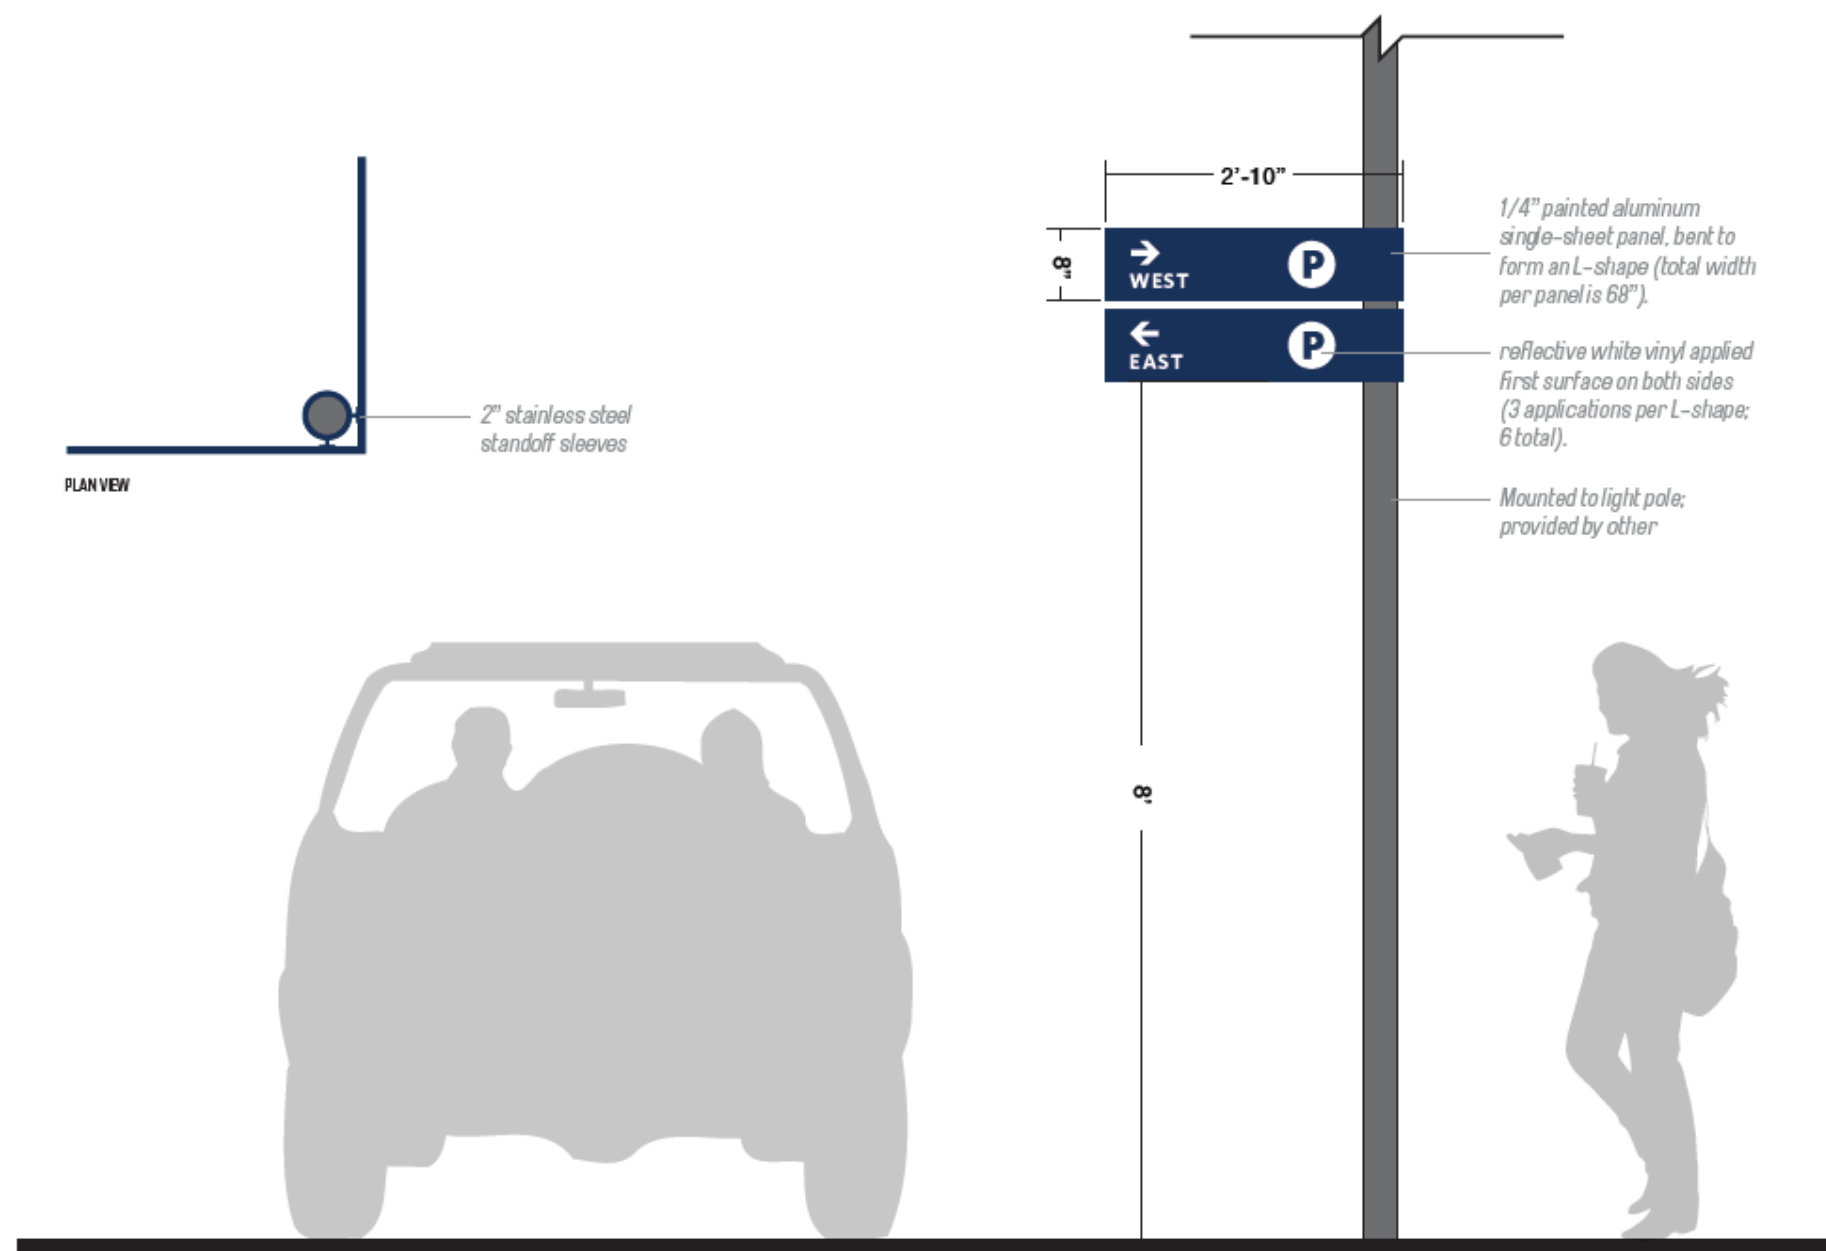 2" stainless steel
standoff sleeves
PLAN VIEW
2'-10"
8"
→
WEST
P
←
EAST
P
1/4" painted aluminum
single-sheet panel, bent to
form an L-shape (total width
per panel is 68").
reflective white vinyl applied
first surface on both sides
(3 applications per L-shape;
6 total).
Mounted to light pole;
provided by other
8'